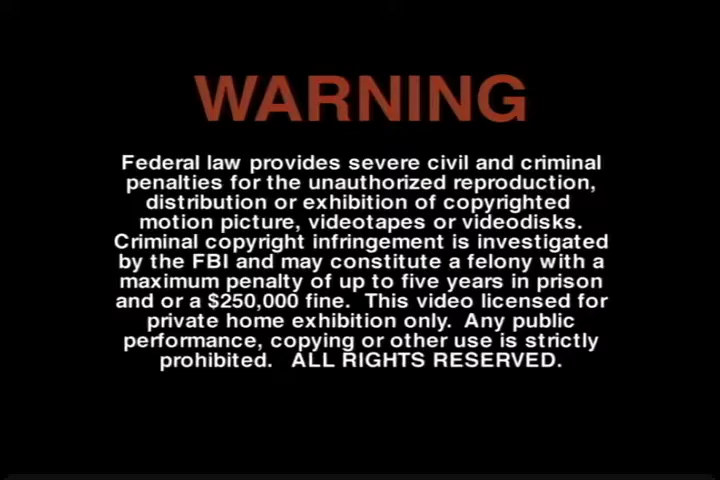 WARNING
Federal law provides severe civil and criminal
penalties for the unauthorized reproduction,
distribution or exhibition of copyrighted
motion picture, videotapes or videodisks.
Criminal copyright infringement is investigated
by the FBI and may constitute a felony with a
maximum penalty of up to five years in prison
and or a $250,000 fine.  This video licensed for
private home exhibition only.  Any public
performance, copying or other use is strictly
prohibited.   ALL RIGHTS RESERVED.